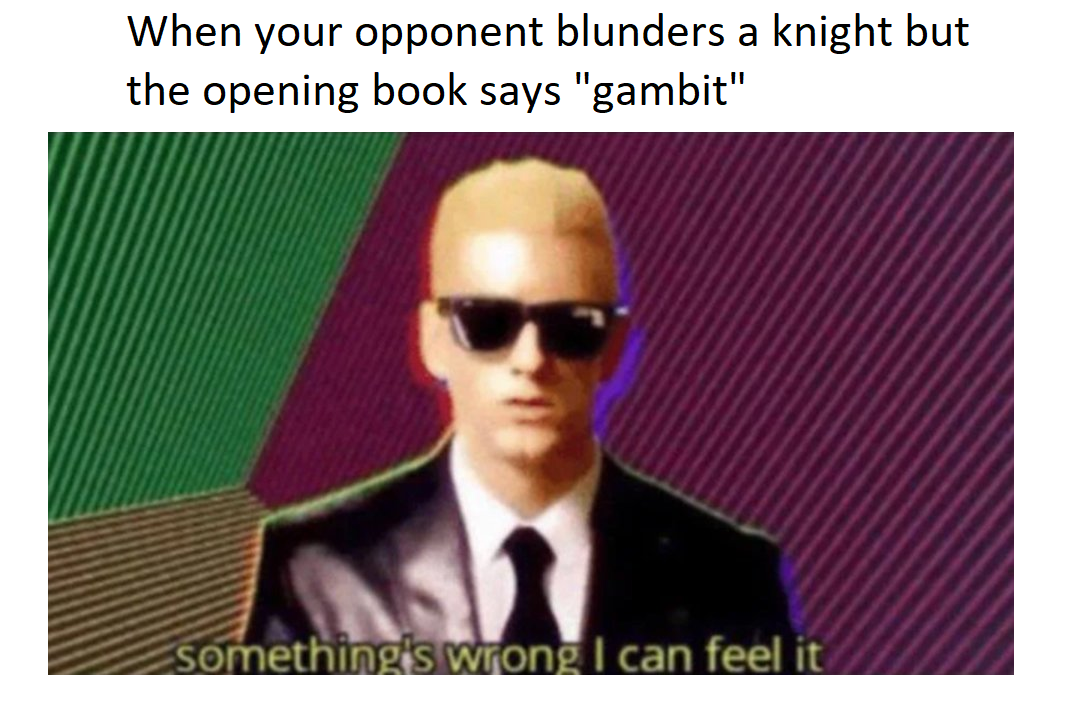 When your opponent blunders a knight but
the opening book says "gambit"
something's wrong I can feel it